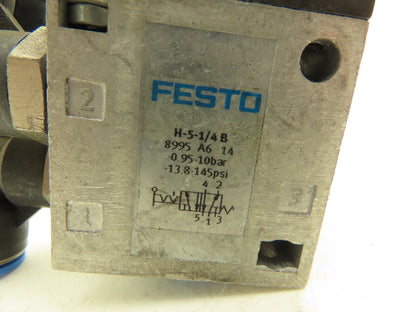 2
FESTO
H-5-1/4 B
8995 A6 14
-0.95-10bar
-13.8-145psi
4 2
5 1 3
1
3